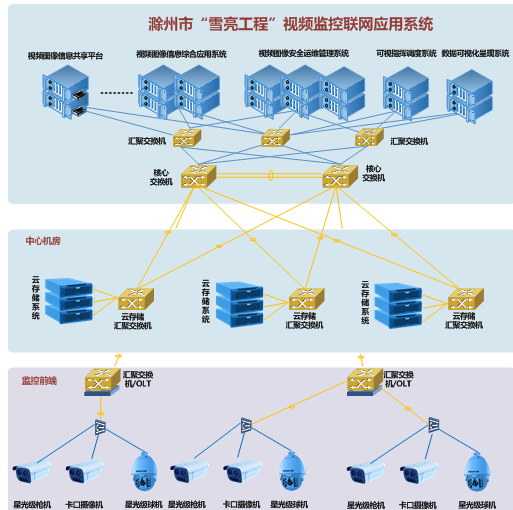 滁州市“雪亮工程”视频监控联网应用系统
视频图像信息共享平台
视频图像信息综合应用系统
视频图像安全运维管理系统
可视指挥调度系统
数据可视化呈现系统
汇聚交换机
汇聚交换机
核心
交换机
核心
交换机
中心机房
云存储系统
云存储
汇聚交换机
云存储系统
云存储
汇聚交换机
云存储系统
云存储
汇聚交换机
监控前端
汇聚交换
机/OLT
汇聚交换
机/OLT
星光级枪机
卡口摄像机
星光级球机
星光级枪机
卡口摄像机
星光级球机
星光级枪机
卡口摄像机
星光级球机